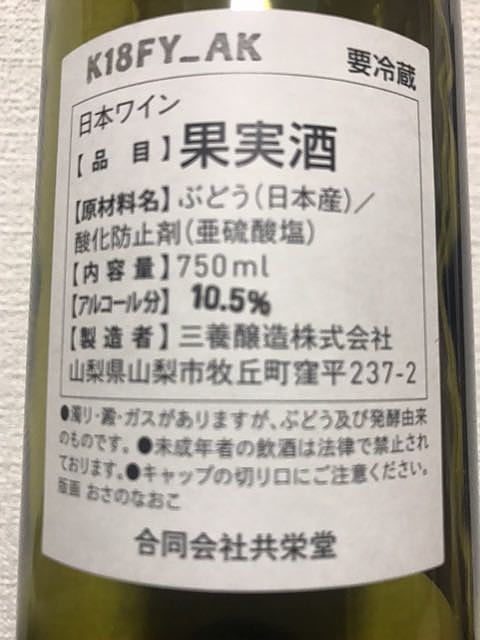 K18FY_AK
要冷蔵
日本ワイン
【品 目】果実酒
【原材料名】ぶどう(日本産)/
酸化防止剤(亜硫酸塩)
【内容量】750ml
【アルコール分】 10.5%
【製造者】三養醸造株式会社
山梨県山梨市牧丘町窪平237-2
●濁り・澱・ガスがありますが、ぶどう及び発酵由来
のものです。●未成年者の飲酒は法律で禁止され
ております。●キャップの切り口にご注意ください。
版画 おさのなおこ
合同会社共栄堂